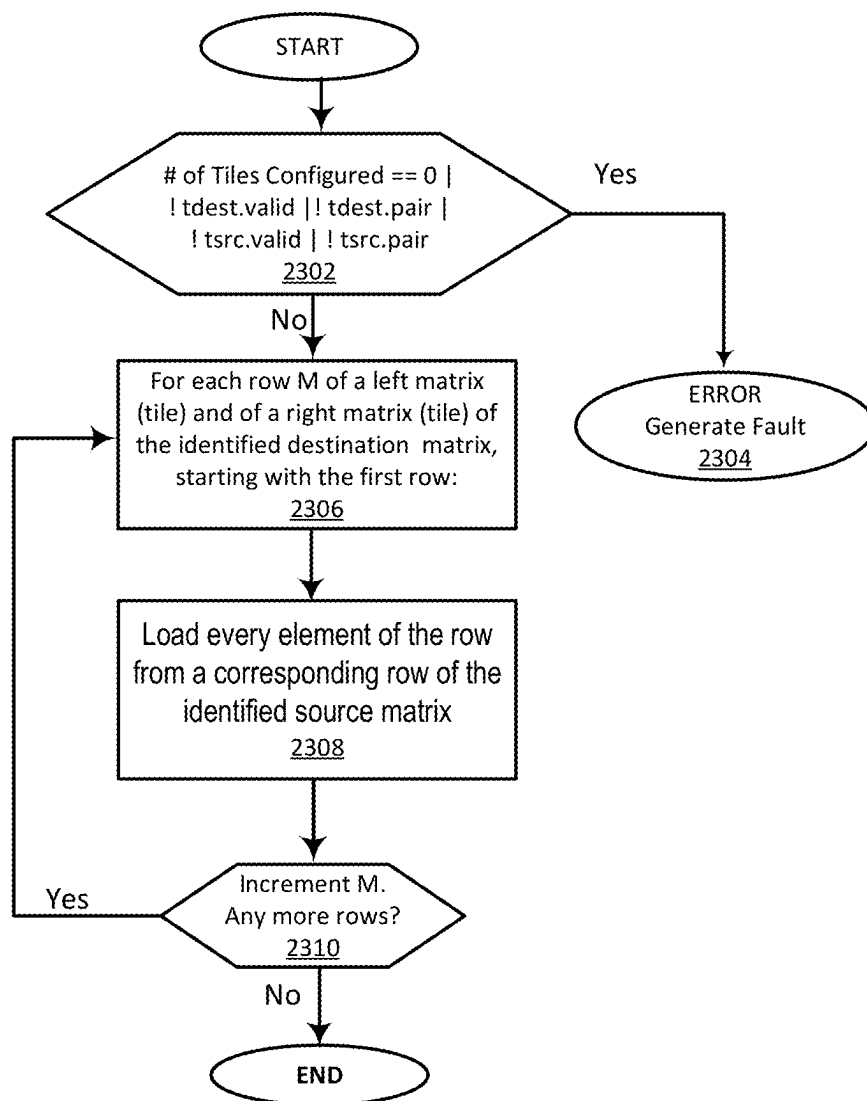 START
# of Tiles Configured == 0 |
! tdest.valid |! tdest.pair |
! tsrc.valid | ! tsrc.pair
2302
Yes
No
ERROR
Generate Fault
2304
For each row M of a left matrix
(tile) and of a right matrix (tile) of
the identified destination matrix,
starting with the first row:
2306
Load every element of the row
from a corresponding row of the
identified source matrix
2308
Increment M.
Any more rows?
2310
Yes
No
END